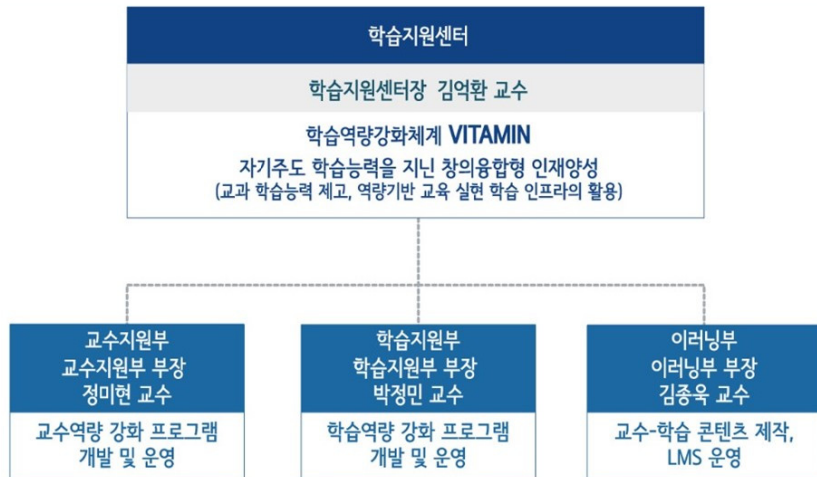 학습지원센터
학습지원센터장 김억환 교수
학습역량강화체계 VITAMIN
자기주도 학습능력을 지닌 창의융합형 인재양성
(교과 학습능력 제고, 역량기반 교육 실현 학습 인프라의 활용)
교수지원부
교수지원부 부장
정미현 교수
교수역량 강화 프로그램
개발 및 운영
학습지원부
학습지원부 부장
박정민 교수
학습역량 강화 프로그램
개발 및 운영
이러닝부
이러닝부 부장
김종욱 교수
교수-학습 콘텐츠 제작,
LMS 운영